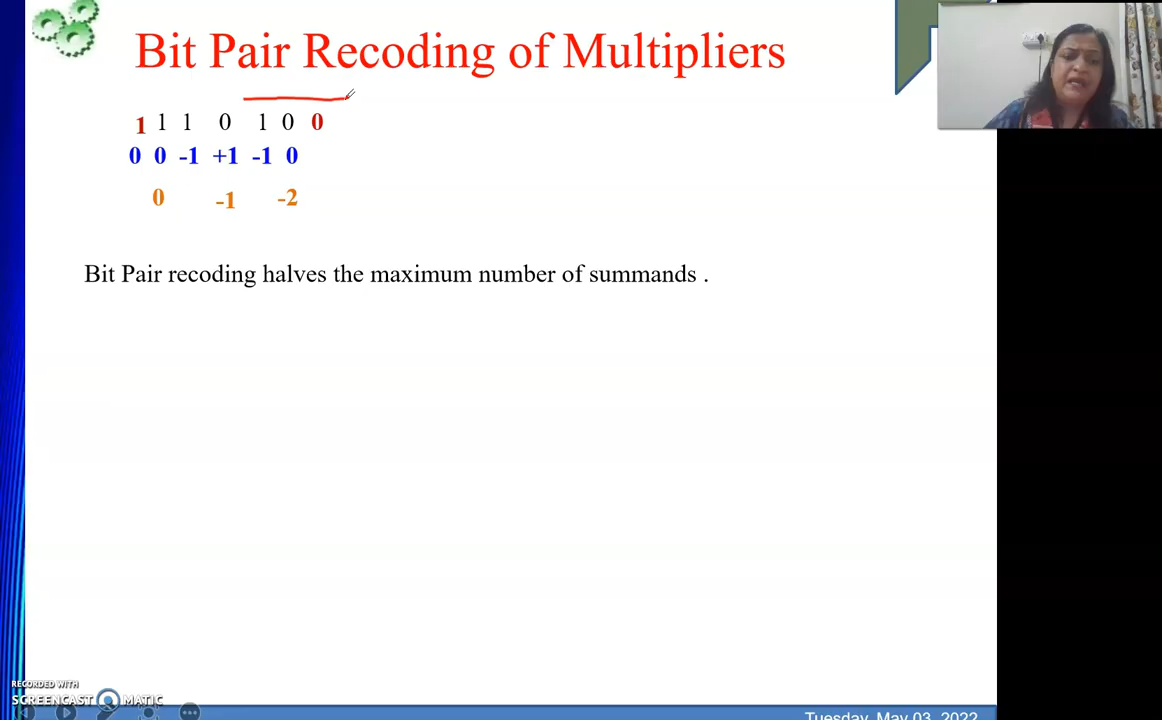 Bit Pair Recoding of Multipliers
1 1 1 0 1 0 0
0 0 -1 +1 -1 0
0 -1 -2
Bit Pair recoding halves the maximum number of summands .
RECORDED WITH
SCREENCAST MATIC
Tuesday, May 03, 2022